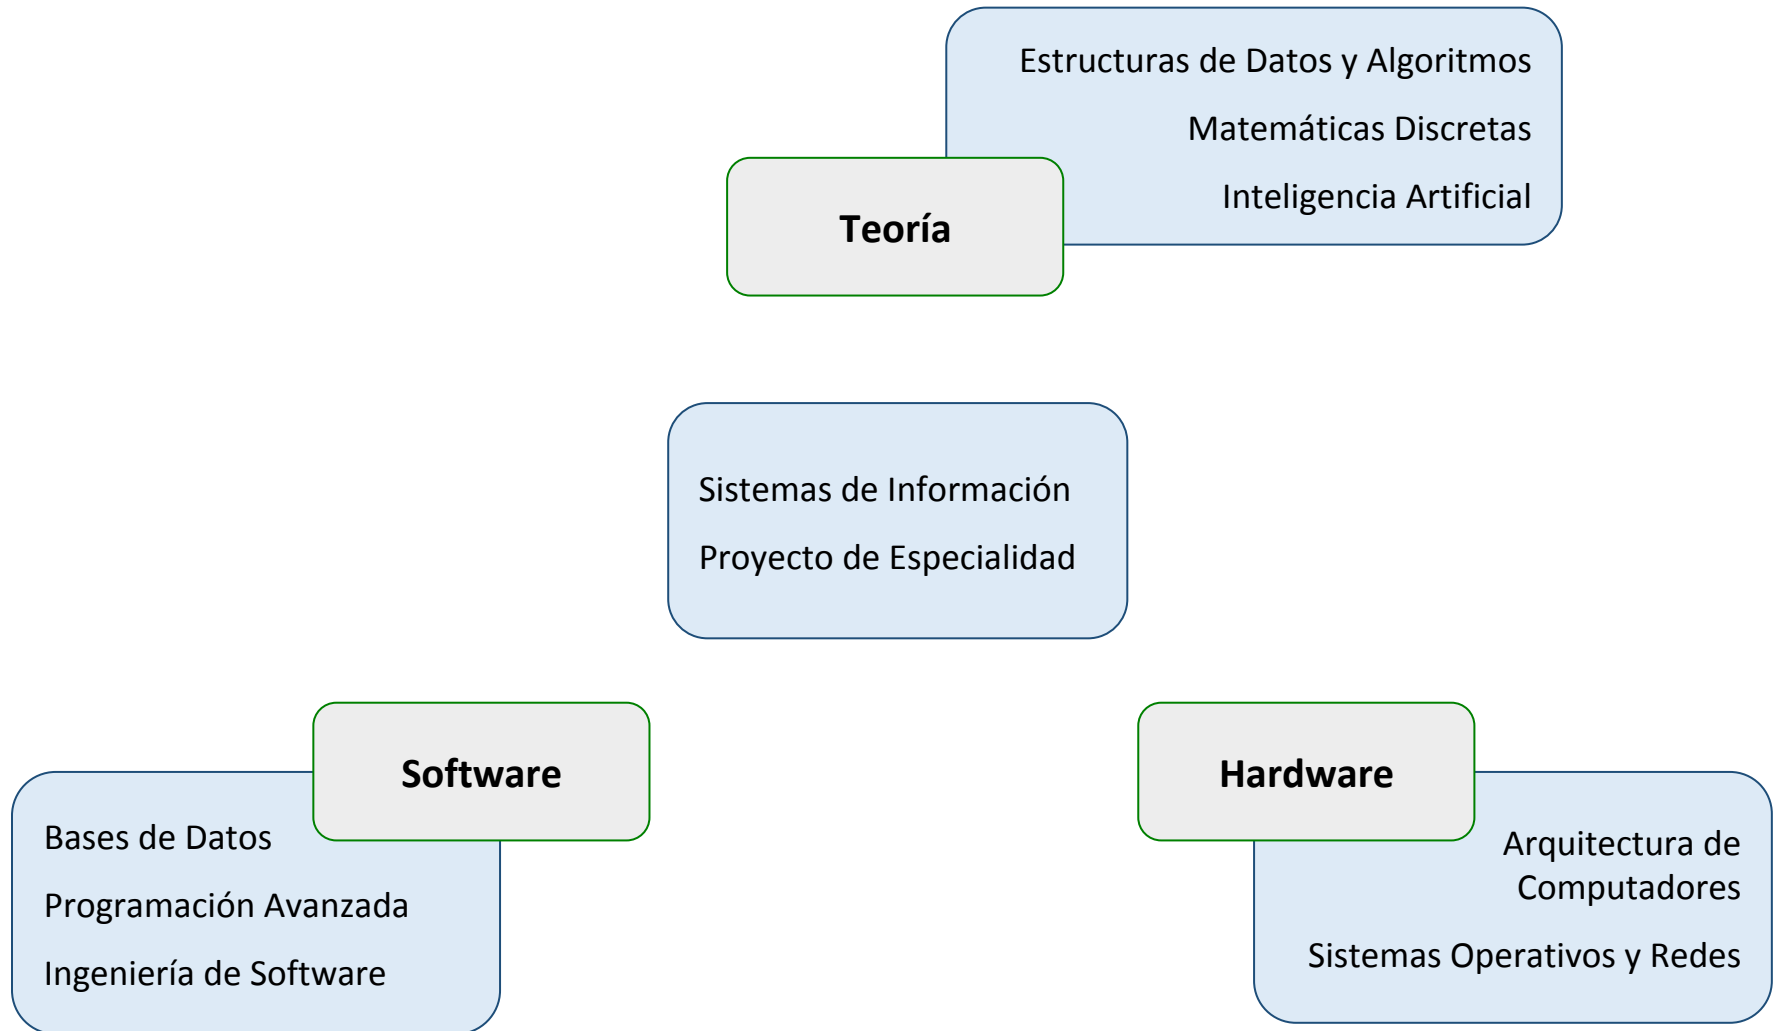 Estructuras de Datos y Algoritmos
Matemáticas Discretas
Inteligencia Artificial
Teoría
Sistemas de Información
Proyecto de Especialidad
Software
Bases de Datos
Programación Avanzada
Ingeniería de Software
Hardware
Arquitectura de
Computadores
Sistemas Operativos y Redes